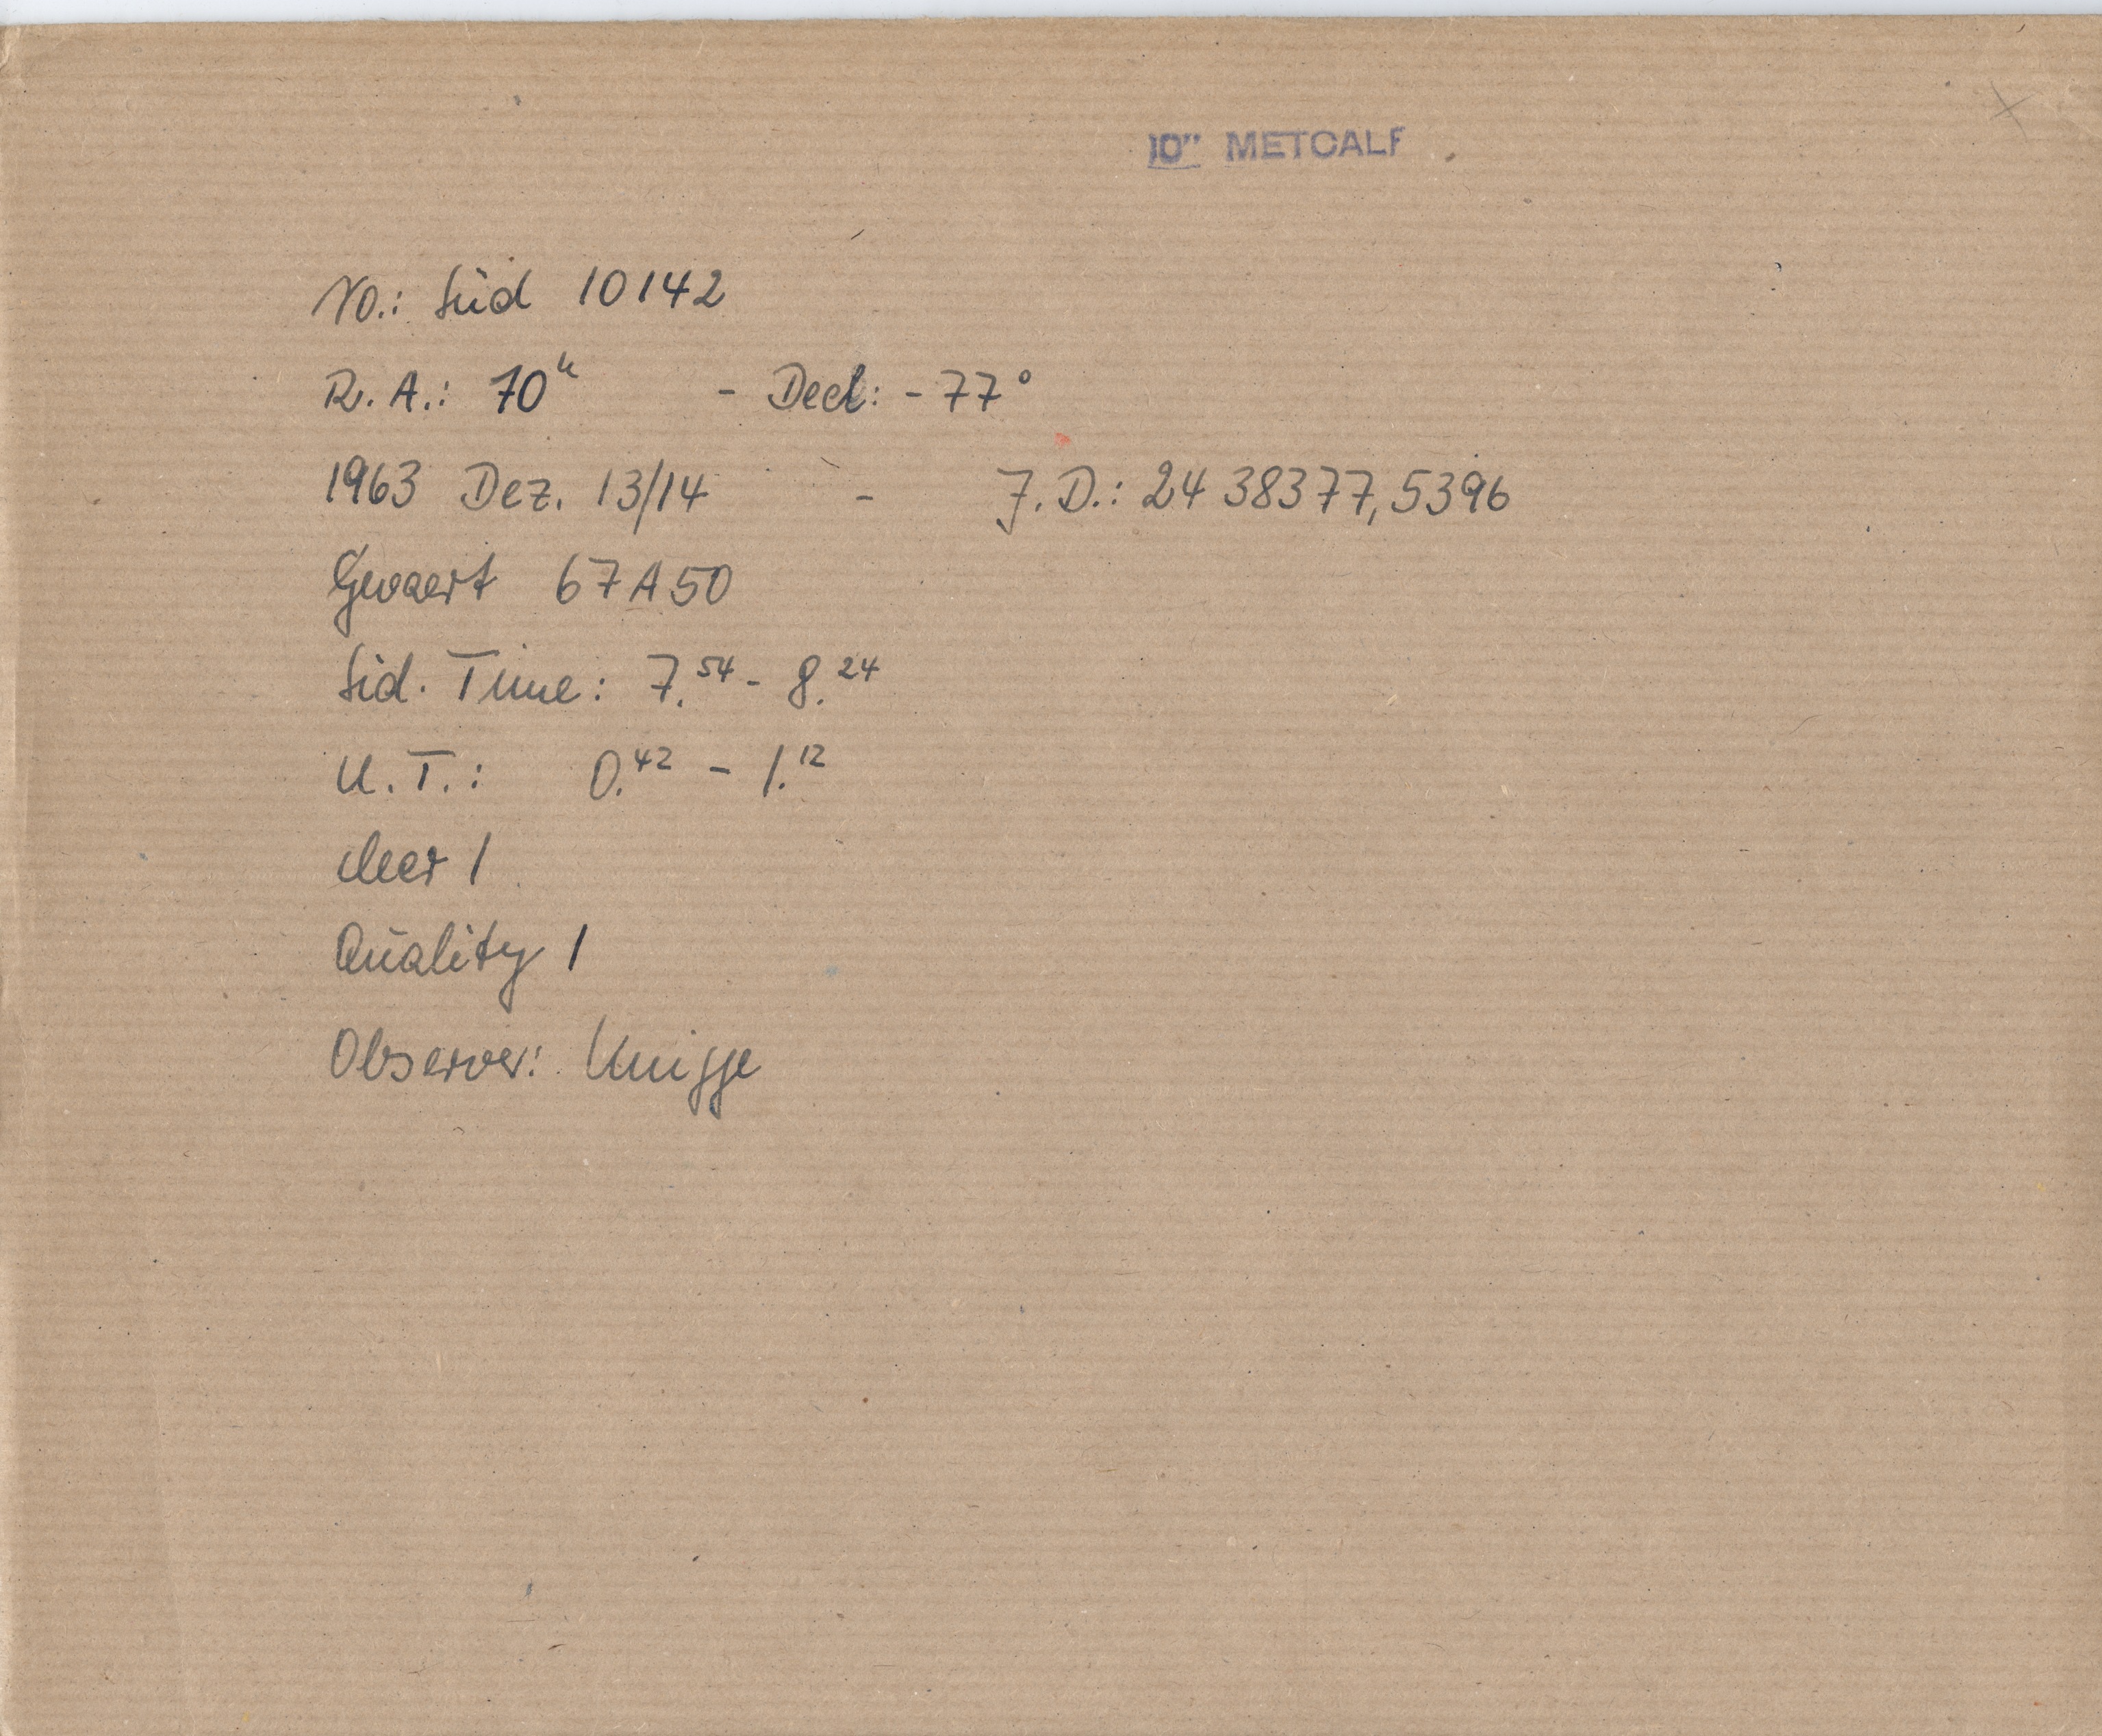 10" METCALF
No.: Süd 10142
R.A.: 10ʰ - Decl: -77°
1963 Dez. 13/14 - J.D.: 24 38377,5396
Gevaert 67A50
Sid. Time: 7.⁵⁴ - 8.²⁴
U.T.: 0.⁴² - 1.¹²
clear 1
Quality 1
Observer: Knigge